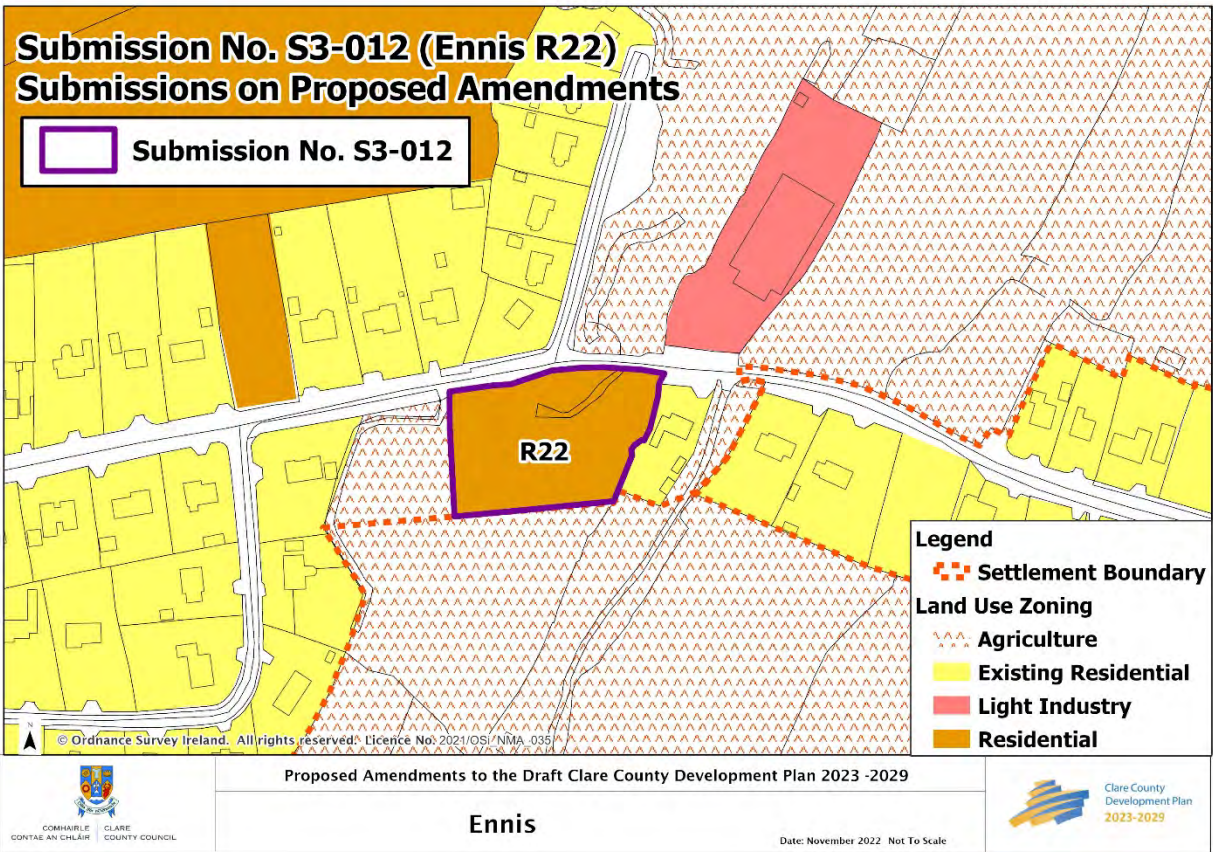 Submission No. S3-012 (Ennis R22)
Submissions on Proposed Amendments
Submission No. S3-012
R22
Legend
Settlement Boundary
Land Use Zoning
Agriculture
Existing Residential
Light Industry
Residential
N
© Ordnance Survey Ireland. All rights reserved. Licence No. 2021/OSi_NMA_035
Proposed Amendments to the Draft Clare County Development Plan 2023 -2029
Ennis
Date: November 2022 Not To Scale
COMHAIRLE CLARE
CONTAE AN CHLÁIR COUNTY COUNCIL
Clare County
Development Plan
2023-2029